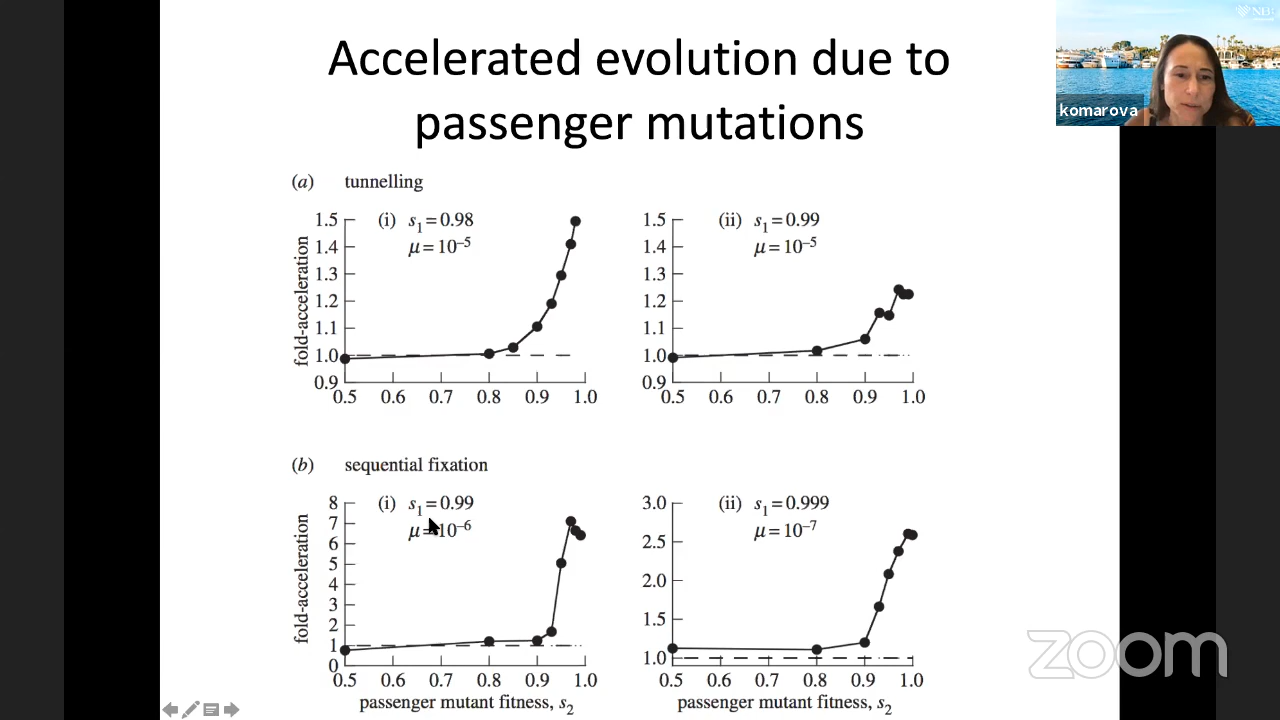 Accelerated evolution due to
passenger mutations
NB:
komarova
(a) tunnelling
1.5
1.4
1.3
1.2
1.1
1.0
0.9
fold-acceleration
(i) s₁ = 0.98
μ = 10⁻⁵
0.5 0.6 0.7 0.8 0.9 1.0
1.5
1.4
1.3
1.2
1.1
1.0
0.9
(ii) s₁ = 0.99
μ = 10⁻⁵
0.5 0.6 0.7 0.8 0.9 1.0
(b) sequential fixation
8
7
6
5
4
3
2
1
0
fold-acceleration
(i) s₁ = 0.99
μ = 10⁻⁶
0.5 0.6 0.7 0.8 0.9 1.0
passenger mutant fitness, s₂
3.0
2.5
2.0
1.5
1.0
(ii) s₁ = 0.999
μ = 10⁻⁷
0.5 0.6 0.7 0.8 0.9 1.0
passenger mutant fitness, s₂
zoom